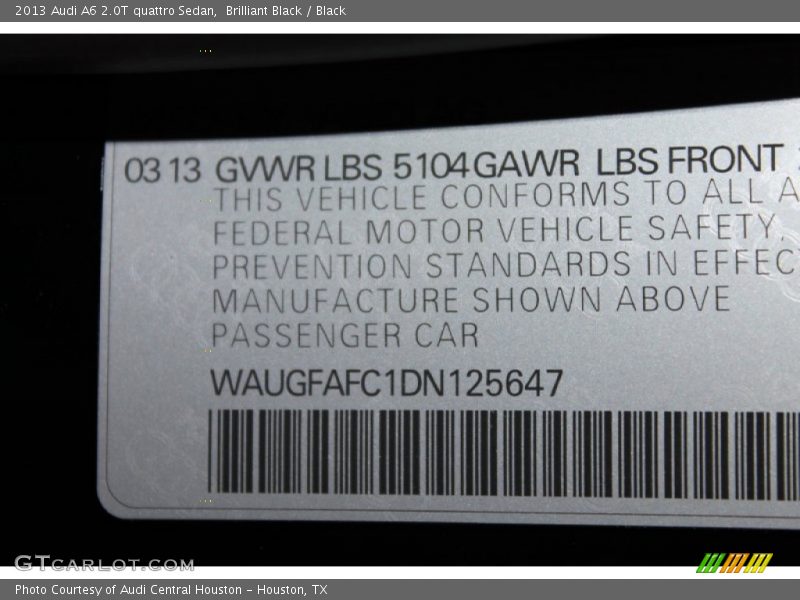 2013 Audi A6 2.0T quattro Sedan,  Brilliant Black / Black
03 13 GVWR LBS 5104 GAWR LBS FRONT
THIS VEHICLE CONFORMS TO ALL A
FEDERAL MOTOR VEHICLE SAFETY,
PREVENTION STANDARDS IN EFFEC
MANUFACTURE SHOWN ABOVE
PASSENGER CAR
WAUGFAFC1DN125647
GTCARLOT.COM
Photo Courtesy of Audi Central Houston - Houston, TX